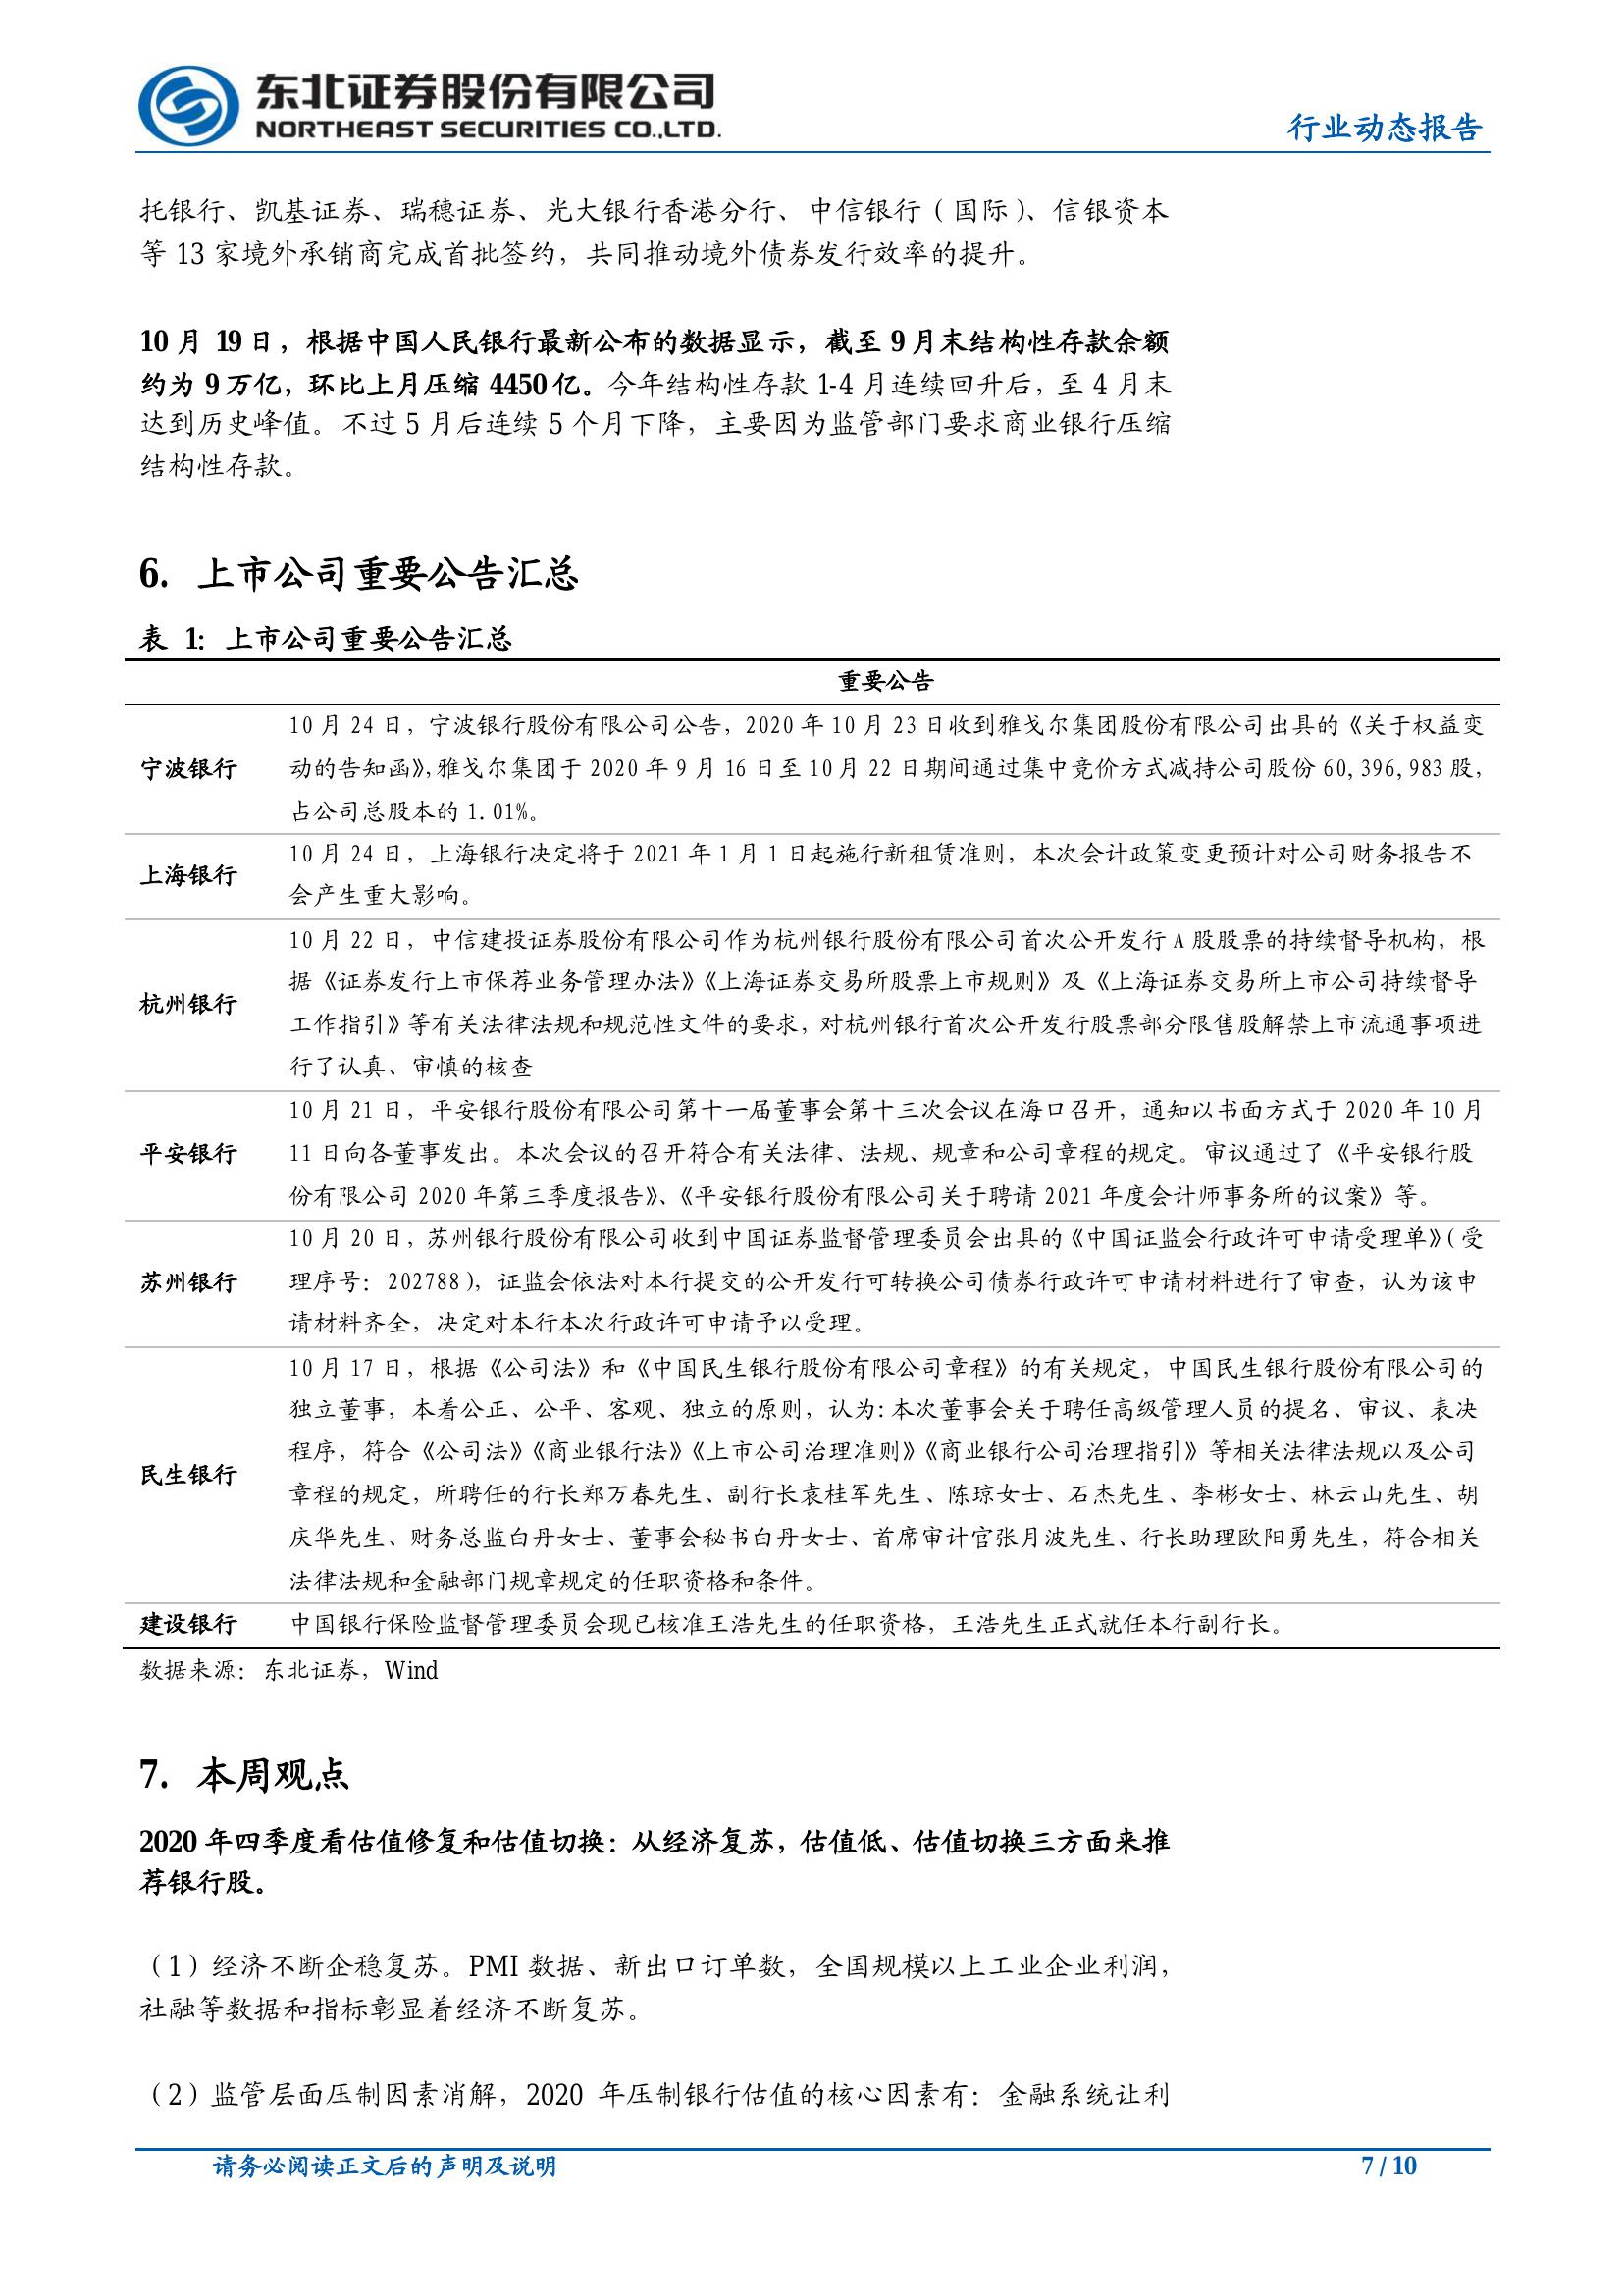 东北证券股份有限公司
NORTHEAST SECURITIES CO.,LTD.
行业动态报告
托银行、凯基证券、瑞穗证券、光大银行香港分行、中信银行(国际)、信银资本
等 13 家境外承销商完成首批签约，共同推动境外债券发行效率的提升。
10 月 19 日，根据中国人民银行最新公布的数据显示，截至 9 月末结构性存款余额
约为 9 万亿，环比上月压缩 4450 亿。今年结构性存款 1-4 月连续回升后，至 4 月末
达到历史峰值。不过 5 月后连续 5 个月下降，主要因为监管部门要求商业银行压缩
结构性存款。
6. 上市公司重要公告汇总
表 1：上市公司重要公告汇总
重要公告
宁波银行
10 月 24 日，宁波银行股份有限公司公告，2020 年 10 月 23 日收到雅戈尔集团股份有限公司出具的《关于权益变
动的告知函》，雅戈尔集团于 2020 年 9 月 16 日至 10 月 22 日期间通过集中竞价方式减持公司股份 60,396,983 股，
占公司总股本的 1.01%。
上海银行
10 月 24 日，上海银行决定将于 2021 年 1 月 1 日起施行新租赁准则，本次会计政策变更预计对公司财务报告不
会产生重大影响。
杭州银行
10 月 22 日，中信建投证券股份有限公司作为杭州银行股份有限公司首次公开发行 A 股股票的持续督导机构，根
据《证券发行上市保荐业务管理办法》《上海证券交易所股票上市规则》及《上海证券交易所上市公司持续督导
工作指引》等有关法律法规和规范性文件的要求，对杭州银行首次公开发行股票部分限售股解禁上市流通事项进
行了认真、审慎的核查
平安银行
10 月 21 日，平安银行股份有限公司第十一届董事会第十三次会议在海口召开，通知以书面方式于 2020 年 10 月
11 日向各董事发出。本次会议的召开符合有关法律、法规、规章和公司章程的规定。审议通过了《平安银行股
份有限公司 2020 年第三季度报告》、《平安银行股份有限公司关于聘请 2021 年度会计师事务所的议案》等。
苏州银行
10 月 20 日，苏州银行股份有限公司收到中国证券监督管理委员会出具的《中国证监会行政许可申请受理单》(受
理序号：202788)，证监会依法对本行提交的公开发行可转换公司债券行政许可申请材料进行了审查，认为该申
请材料齐全，决定对本行本次行政许可申请予以受理。
民生银行
10 月 17 日，根据《公司法》和《中国民生银行股份有限公司章程》的有关规定，中国民生银行股份有限公司的
独立董事，本着公正、公平、客观、独立的原则，认为：本次董事会关于聘任高级管理人员的提名、审议、表决
程序，符合《公司法》《商业银行法》《上市公司治理准则》《商业银行公司治理指引》等相关法律法规以及公司
章程的规定，所聘任的行长郑万春先生、副行长袁桂军先生、陈琼女士、石杰先生、李彬女士、林云山先生、胡
庆华先生、财务总监白丹女士、董事会秘书白丹女士、首席审计官张月波先生、行长助理欧阳勇先生，符合相关
法律法规和金融部门规章规定的任职资格和条件。
建设银行
中国银行保险监督管理委员会现已核准王浩先生的任职资格，王浩先生正式就任本行副行长。
数据来源：东北证券，Wind
7. 本周观点
2020 年四季度看估值修复和估值切换：从经济复苏，估值低、估值切换三方面来推
荐银行股。
（1）经济不断企稳复苏。PMI 数据、新出口订单数，全国规模以上工业企业利润，
社融等数据和指标彰显着经济不断复苏。
（2）监管层面压制因素消解，2020 年压制银行估值的核心因素有：金融系统让利
请务必阅读正文后的声明及说明
7 / 10